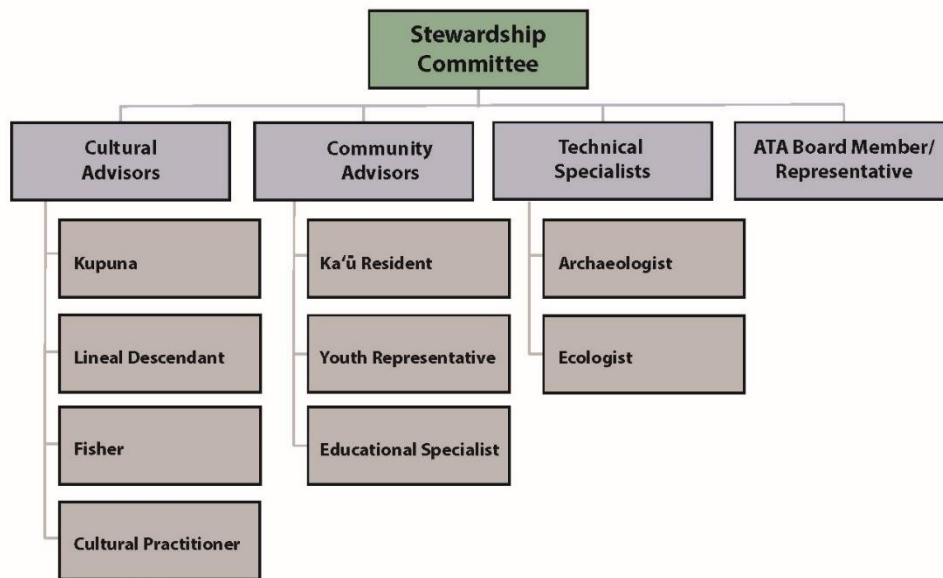 Stewardship
Committee
Cultural
Advisors
Community
Advisors
Technical
Specialists
ATA Board Member/
Representative
Kupuna
Lineal Descendant
Fisher
Cultural Practitioner
Kaʻū Resident
Youth Representative
Educational Specialist
Archaeologist
Ecologist